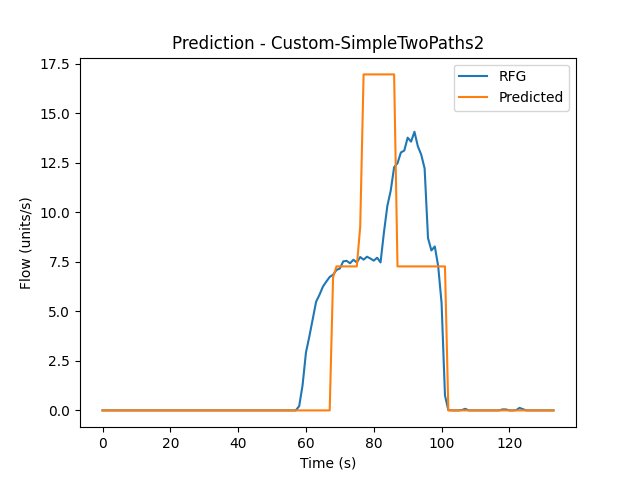 Prediction - Custom-SimpleTwoPaths2
17.5
15.0
12.5
10.0
7.5
5.0
2.5
0.0
Flow (units/s)
RFG
Predicted
0 20 40 60 80 100 120
Time (s)